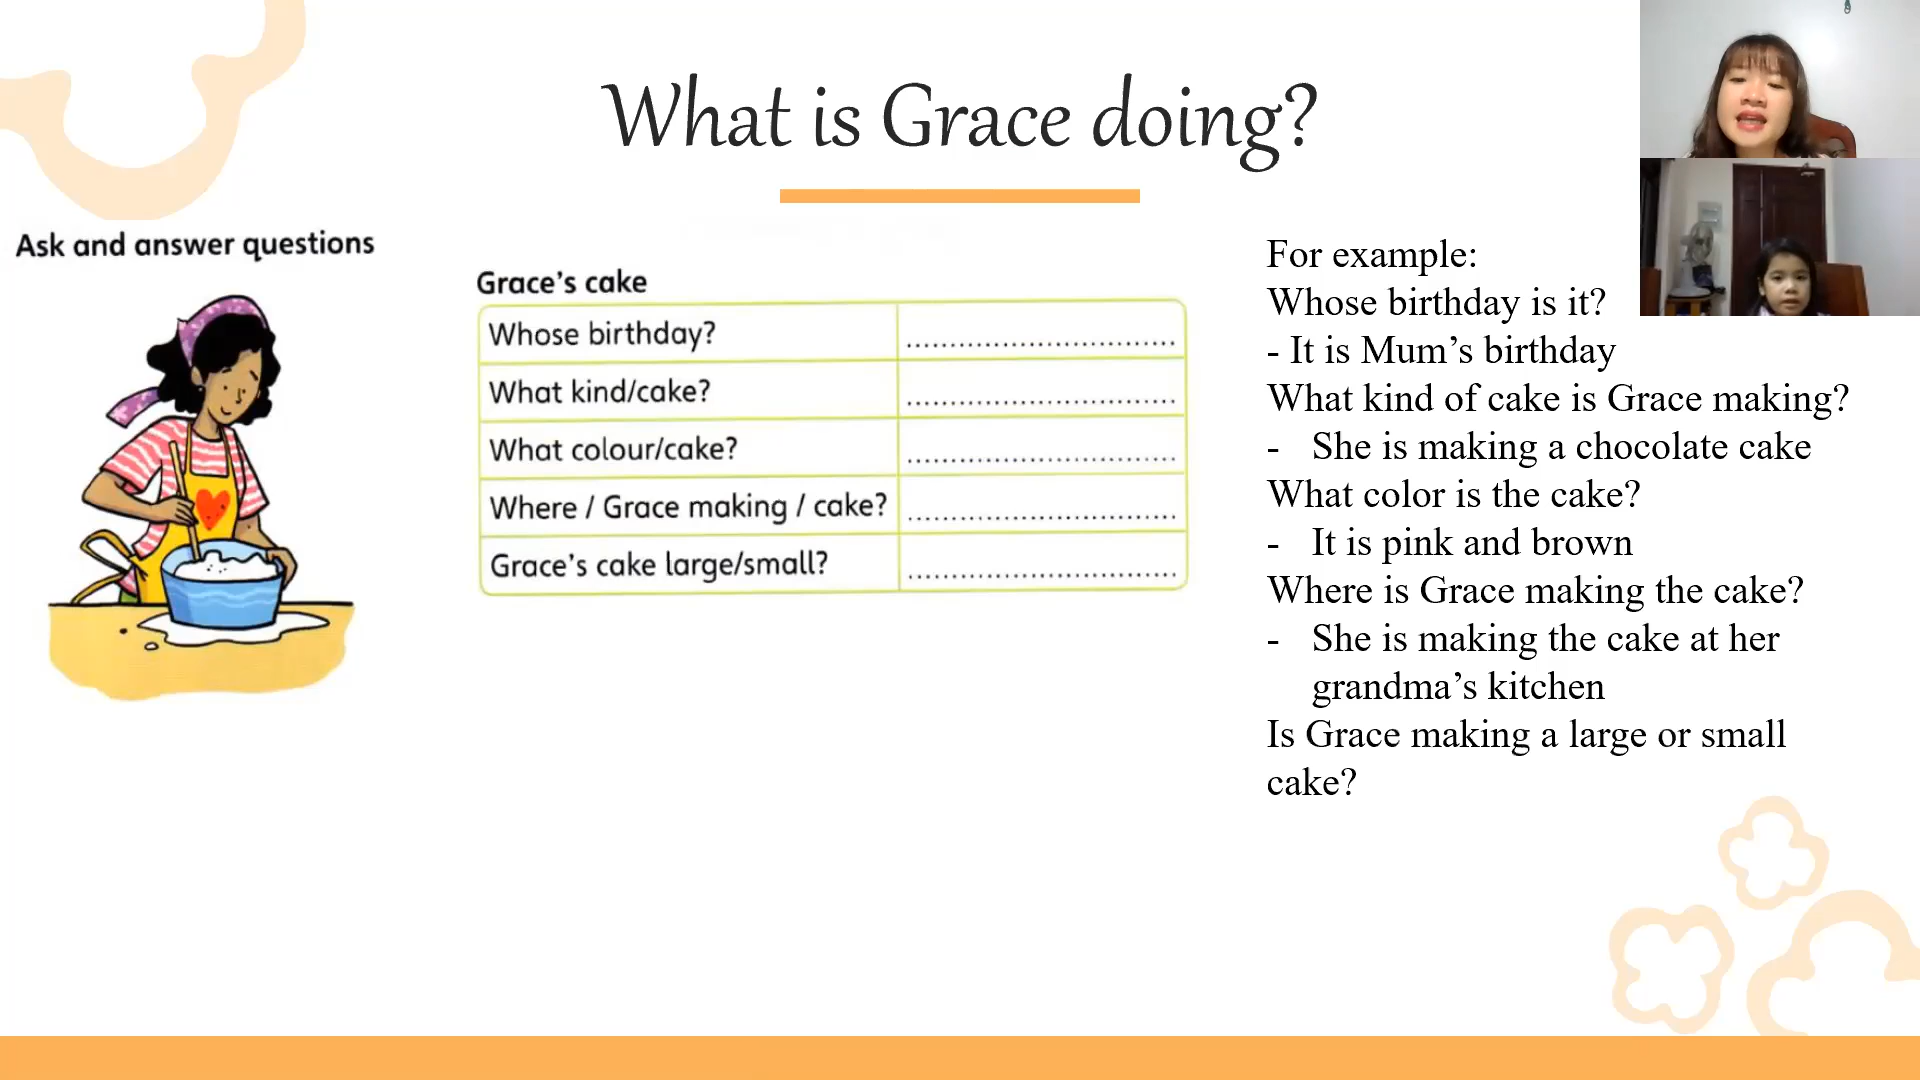 What is Grace doing?
Ask and answer questions
Grace's cake
Whose birthday? ..............................
What kind/cake? ..............................
What colour/cake? ..............................
Where / Grace making / cake? ..............................
Grace's cake large/small? ..............................
For example:
Whose birthday is it?
- It is Mum's birthday
What kind of cake is Grace making?
- She is making a chocolate cake
What color is the cake?
- It is pink and brown
Where is Grace making the cake?
- She is making the cake at her
grandma's kitchen
Is Grace making a large or small
cake?